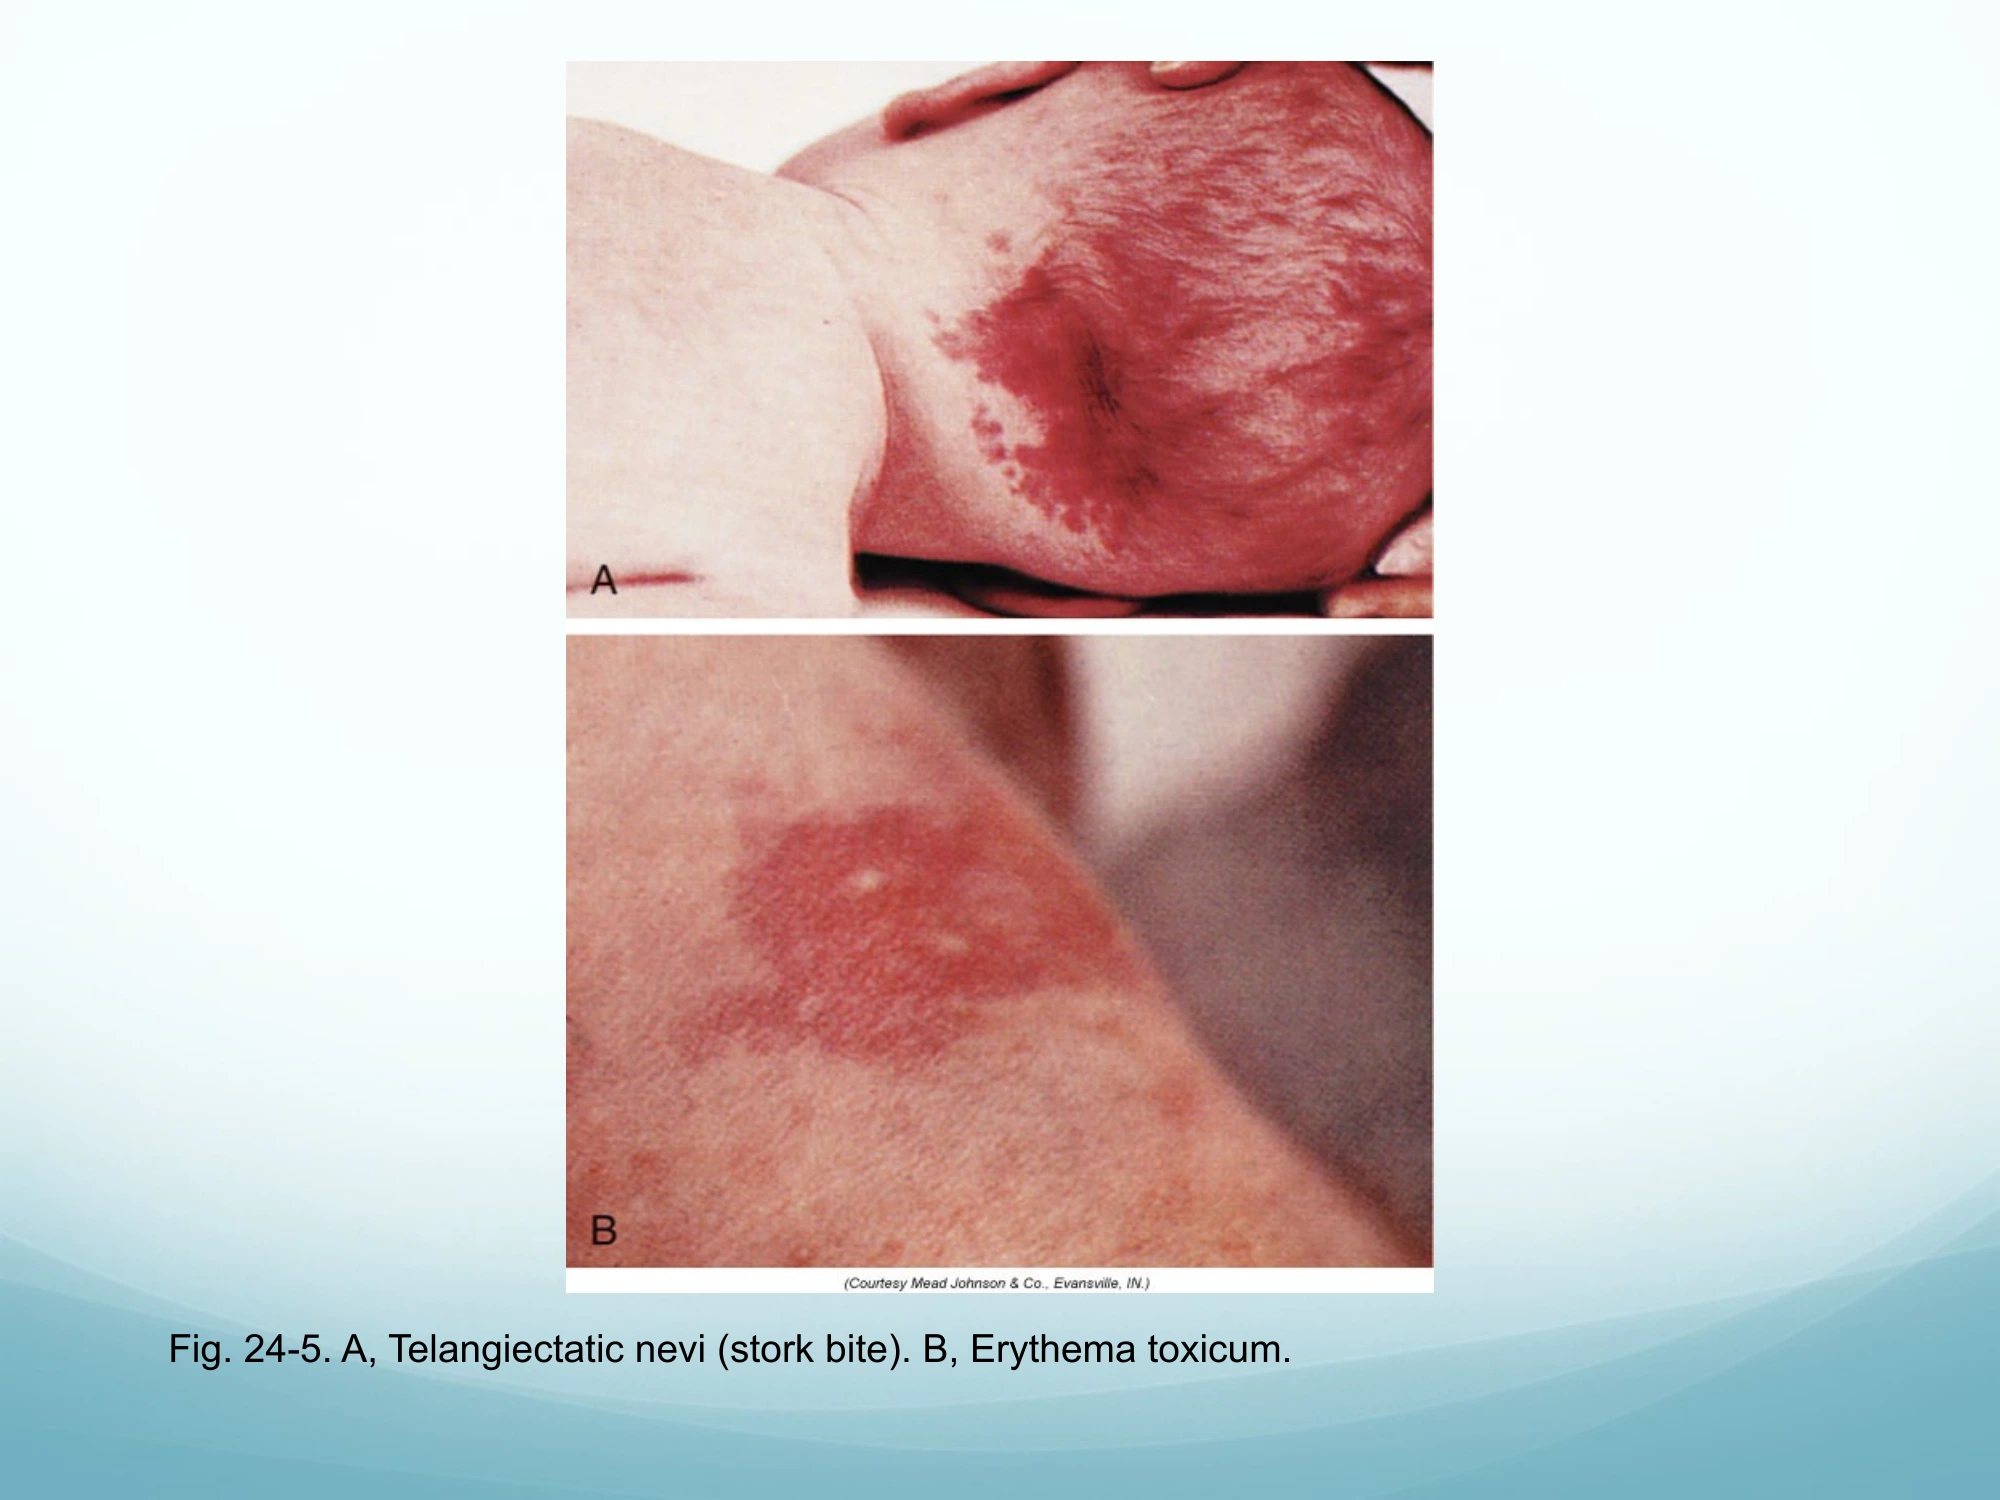 A
B
(Courtesy Mead Johnson & Co., Evansville, IN.)
Fig. 24-5. A, Telangiectatic nevi (stork bite). B, Erythema toxicum.